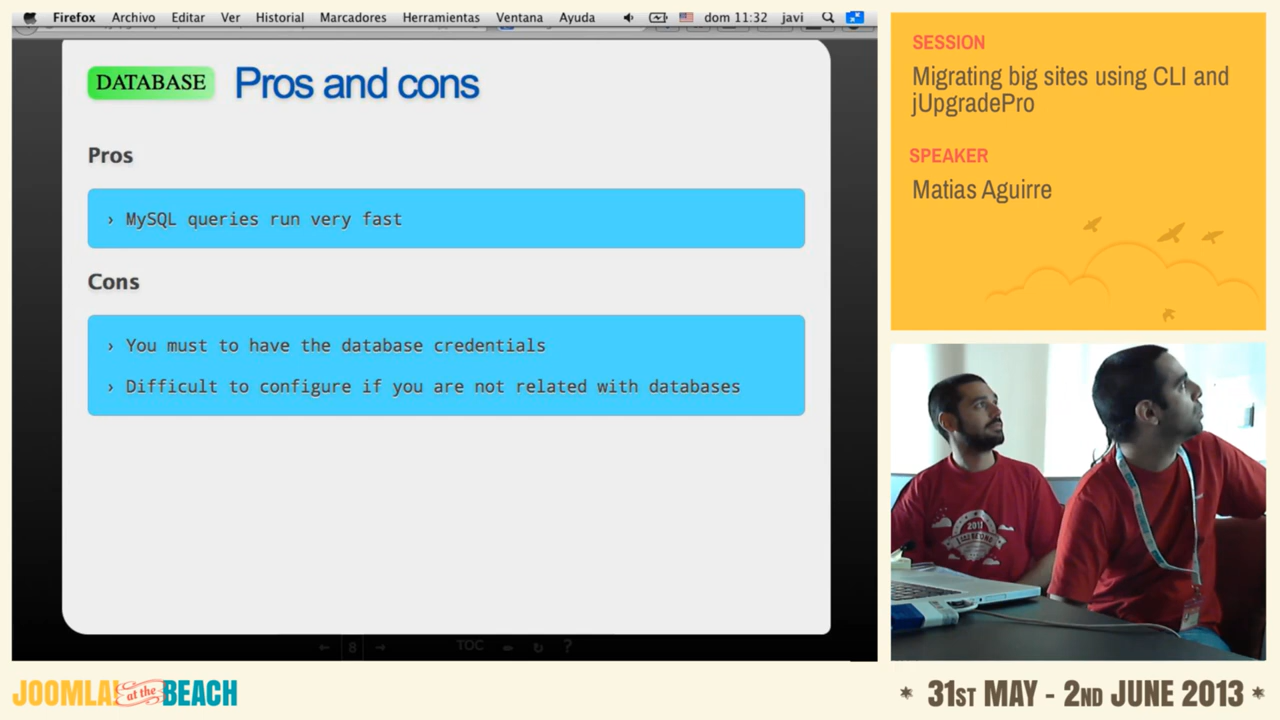 Firefox Archivo Editar Ver Historial Marcadores Herramientas Ventana Ayuda dom 11:32 javi
DATABASE Pros and cons
Pros
› MySQL queries run very fast
Cons
› You must to have the database credentials
› Difficult to configure if you are not related with databases
8 TOC ?
SESSION
Migrating big sites using CLI and
jUpgradePro
SPEAKER
Matias Aguirre
JOOMLA! at the BEACH
* 31ST MAY - 2ND JUNE 2013 *